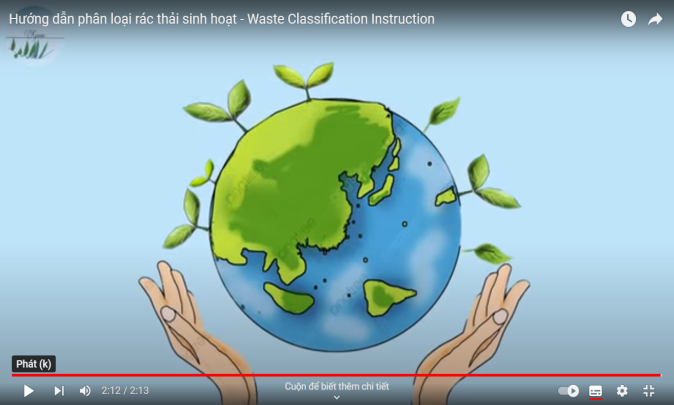 Hướng dẫn phân loại rác thải sinh hoạt - Waste Classification Instruction
Phát (k)
2:12 / 2:13
Cuộn để biết thêm chi tiết